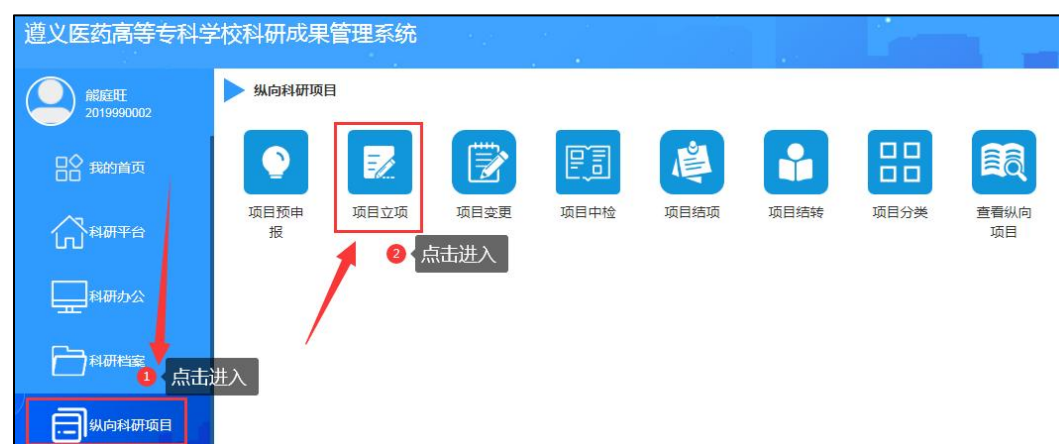 遵义医药高等专科学校科研成果管理系统
熊庭旺
2019990002
纵向科研项目
我的首页
科研平台
科研办公
科研档案
纵向科研项目
项目预申
报
项目立项
项目变更
项目中检
项目结项
项目结转
项目分类
查看纵向
项目
2 点击进入
1 点击进入